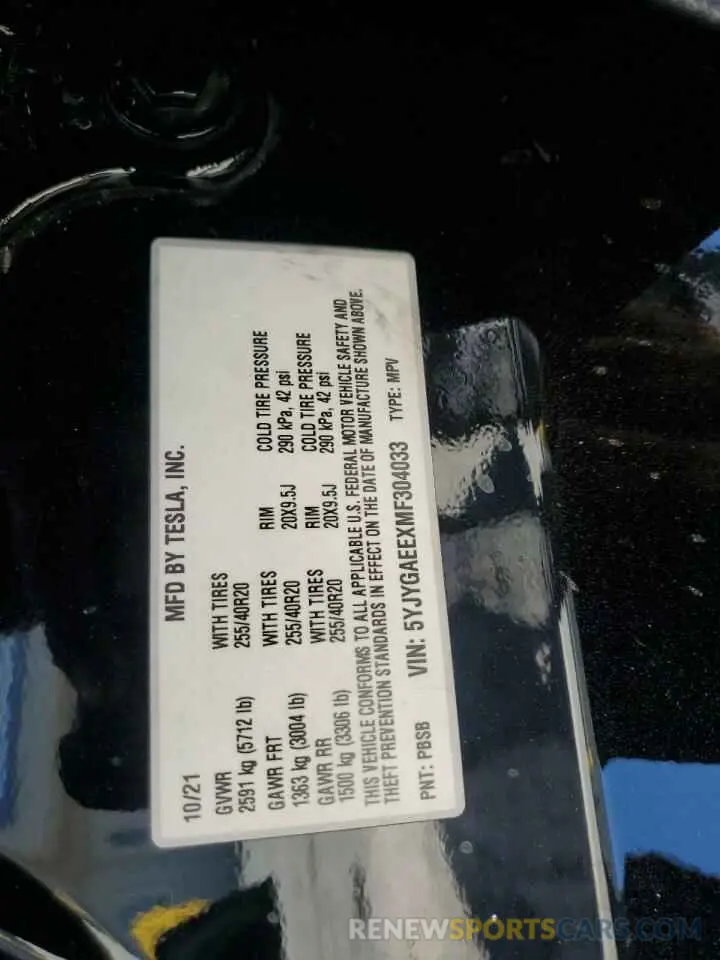 MFD BY TESLA, INC.
10/21
GVWR WITH TIRES
2591 kg (5712 lb) 255/40R20
GAWR FRT WITH TIRES RIM COLD TIRE PRESSURE
1363 kg (3004 lb) 255/40R20 20X9.5J 290 kPa, 42 psi
GAWR RR WITH TIRES RIM COLD TIRE PRESSURE
1500 kg (3306 lb) 255/40R20 20X9.5J 290 kPa, 42 psi
THIS VEHICLE CONFORMS TO ALL APPLICABLE U.S. FEDERAL MOTOR VEHICLE SAFETY AND
THEFT PREVENTION STANDARDS IN EFFECT ON THE DATE OF MANUFACTURE SHOWN ABOVE.
PNT: PBSB VIN: 5YJYGAEEXMF304033 TYPE: MPV
RENEWSPORTSCARS.COM